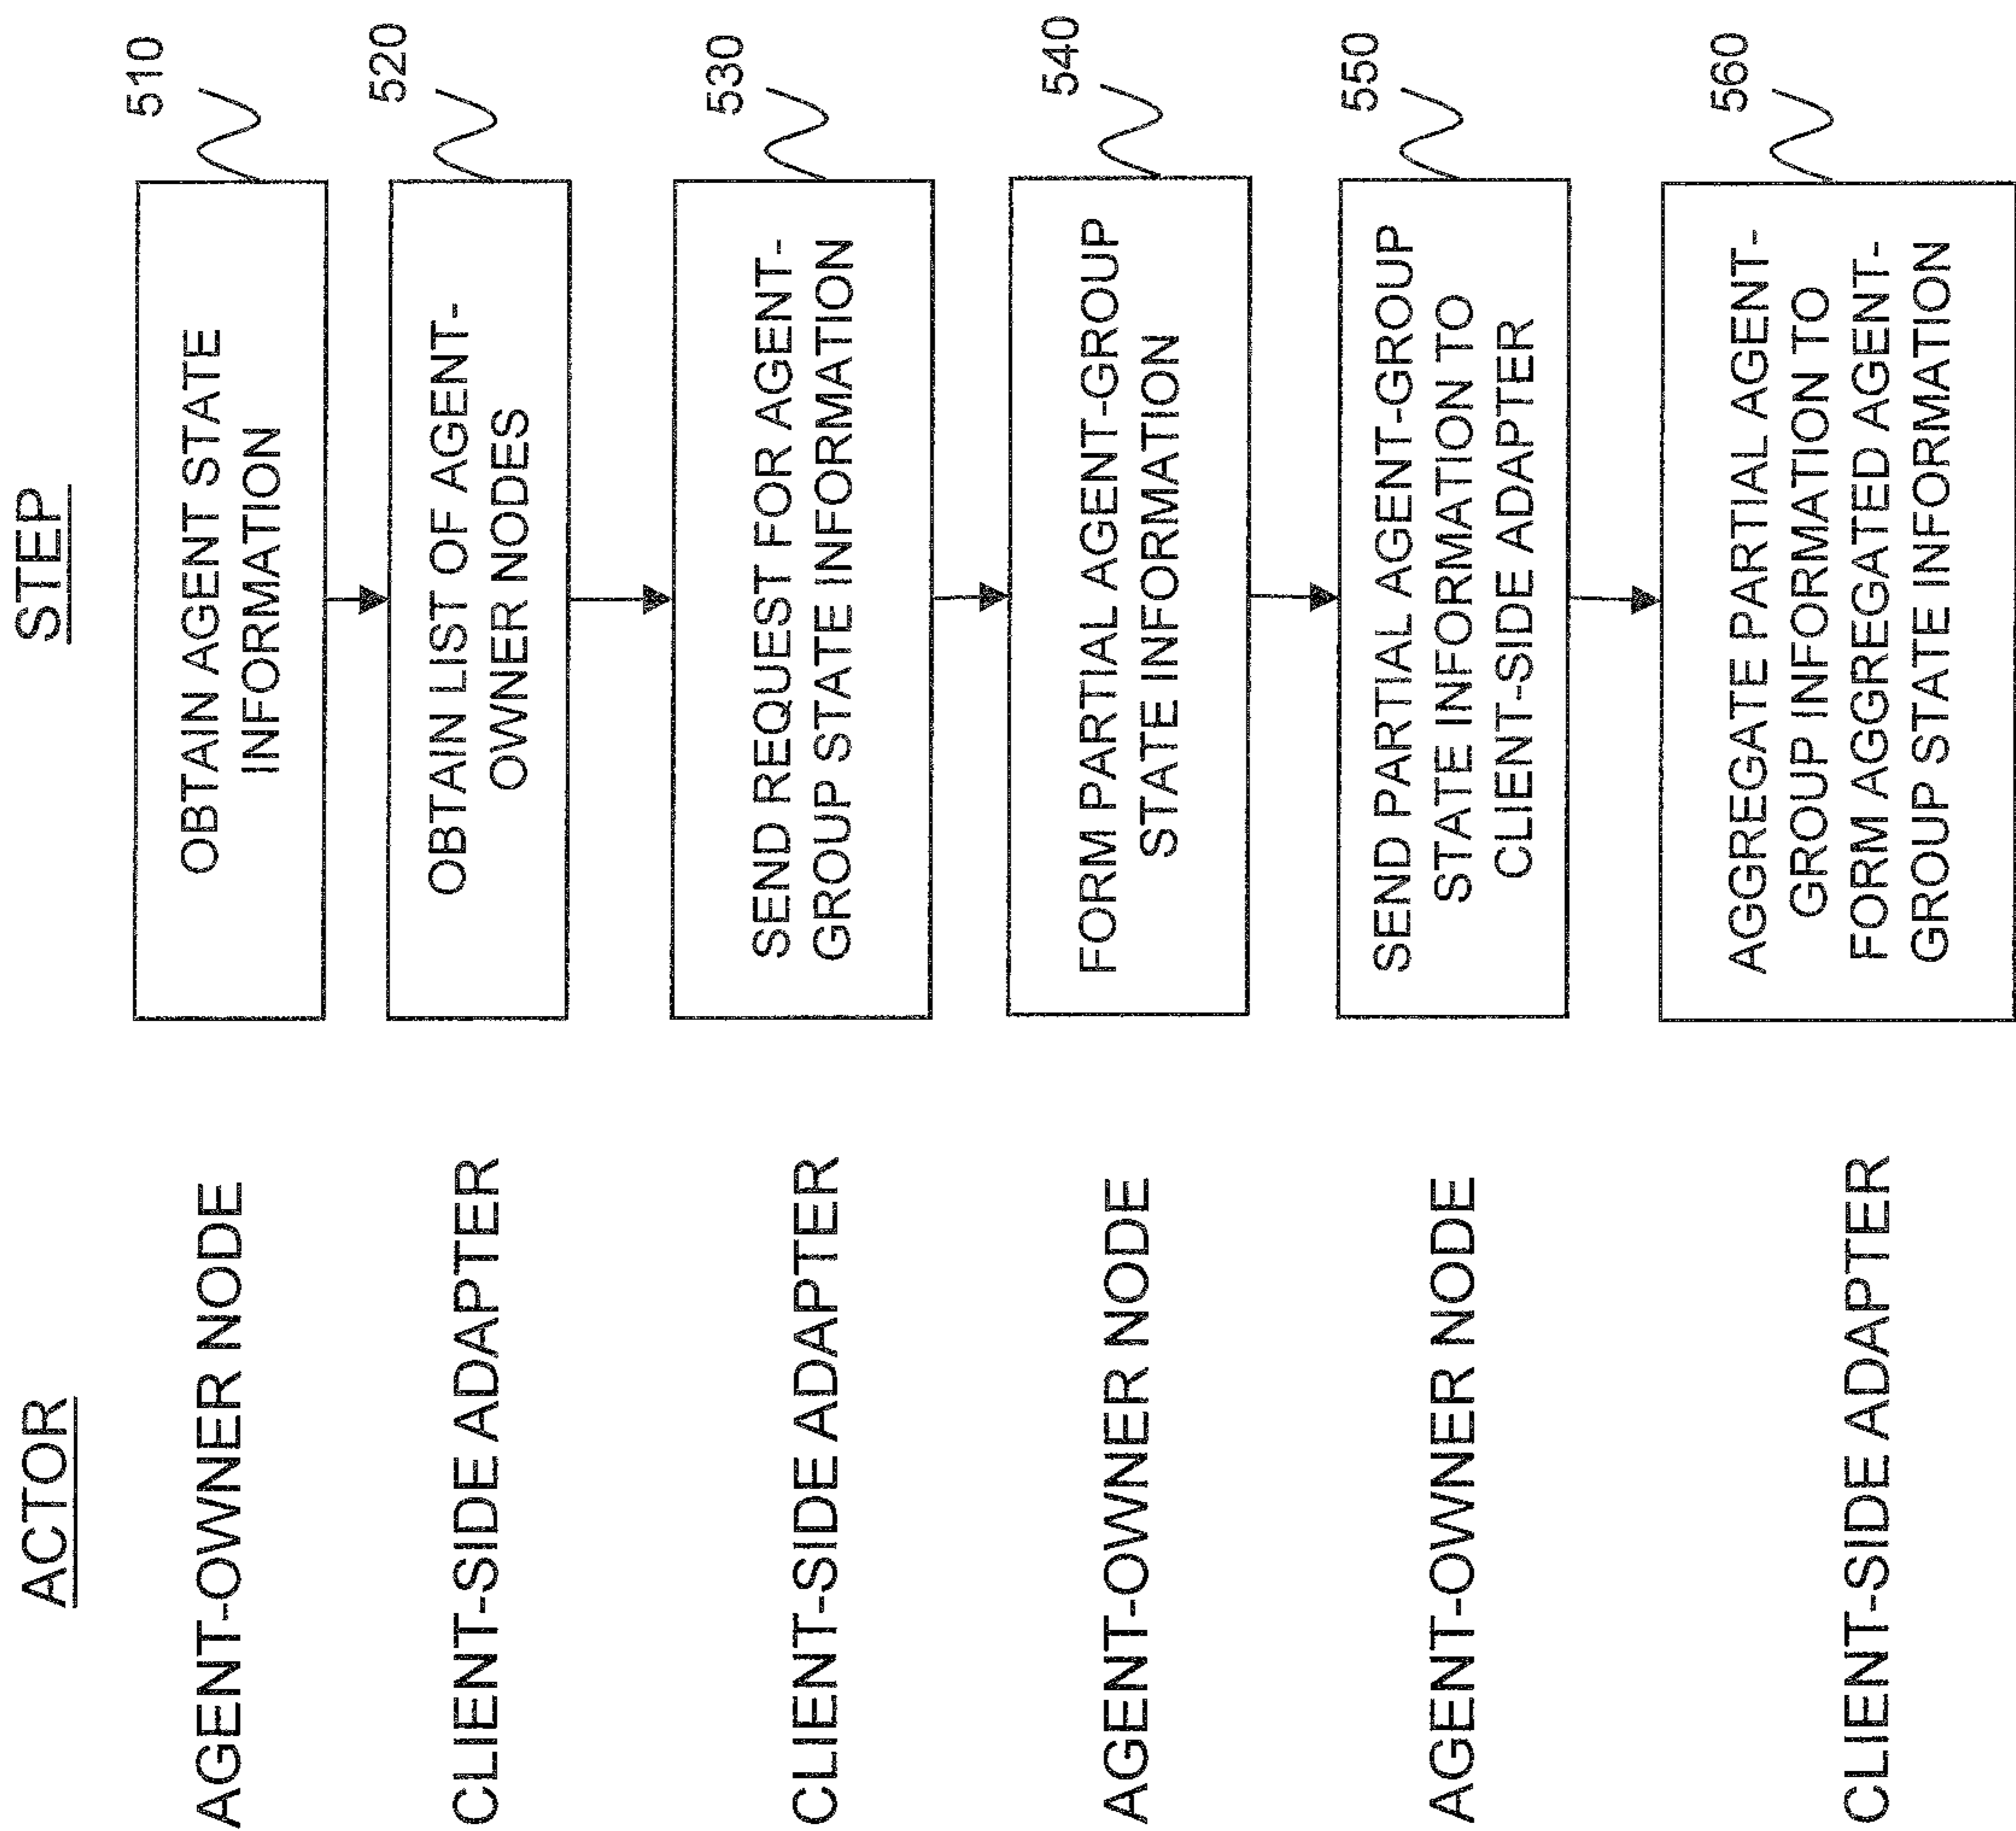 ACTOR
STEP
AGENT-OWNER NODE
OBTAIN AGENT STATE
INFORMATION
510
CLIENT-SIDE ADAPTER
OBTAIN LIST OF AGENT-
OWNER NODES
520
CLIENT-SIDE ADAPTER
SEND REQUEST FOR AGENT-
GROUP STATE INFORMATION
530
AGENT-OWNER NODE
FORM PARTIAL AGENT-GROUP
STATE INFORMATION
540
AGENT-OWNER NODE
SEND PARTIAL AGENT-GROUP
STATE INFORMATION TO
CLIENT-SIDE ADAPTER
550
CLIENT-SIDE ADAPTER
AGGREGATE PARTIAL AGENT-
GROUP INFORMATION TO
FORM AGGREGATED AGENT-
GROUP STATE INFORMATION
560